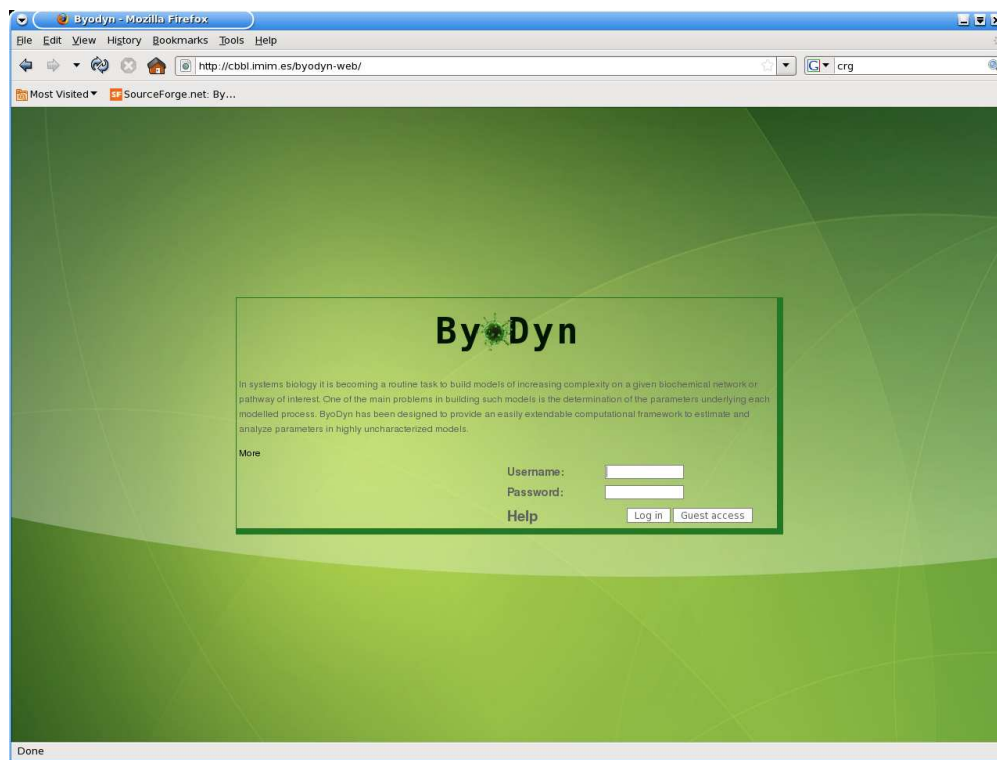 Byodyn - Mozilla Firefox
File Edit View History Bookmarks Tools Help
http://cbbl.imim.es/byodyn-web/ G crg
Most Visited SF SourceForge.net: By...
ByDyn
In systems biology it is becoming a routine task to build models of increasing complexity on a given biochemical network or
pathway of interest. One of the main problems in building such models is the determination of the parameters underlying each
modelled process. ByoDyn has been designed to provide an easily extendable computational framework to estimate and
analyze parameters in highly uncharacterized models.
More
Username:
Password:
Help Log in Guest access
Done